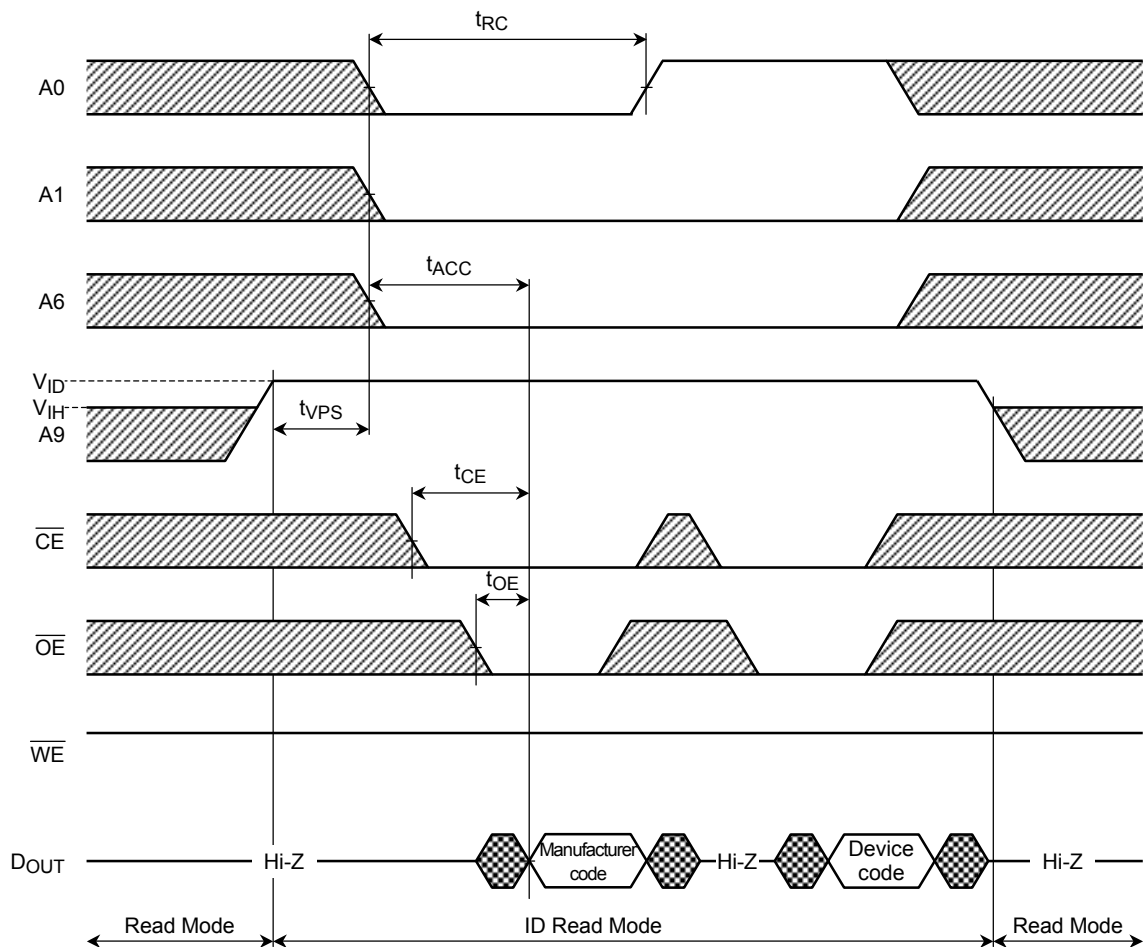 tRC
A0
A1
tACC
A6
VID
VIH
tVPS
A9
tCE
CE
tOE
OE
WE
DOUT
Hi-Z
Manufacturer
code
Hi-Z
Device
code
Hi-Z
Read Mode
ID Read Mode
Read Mode